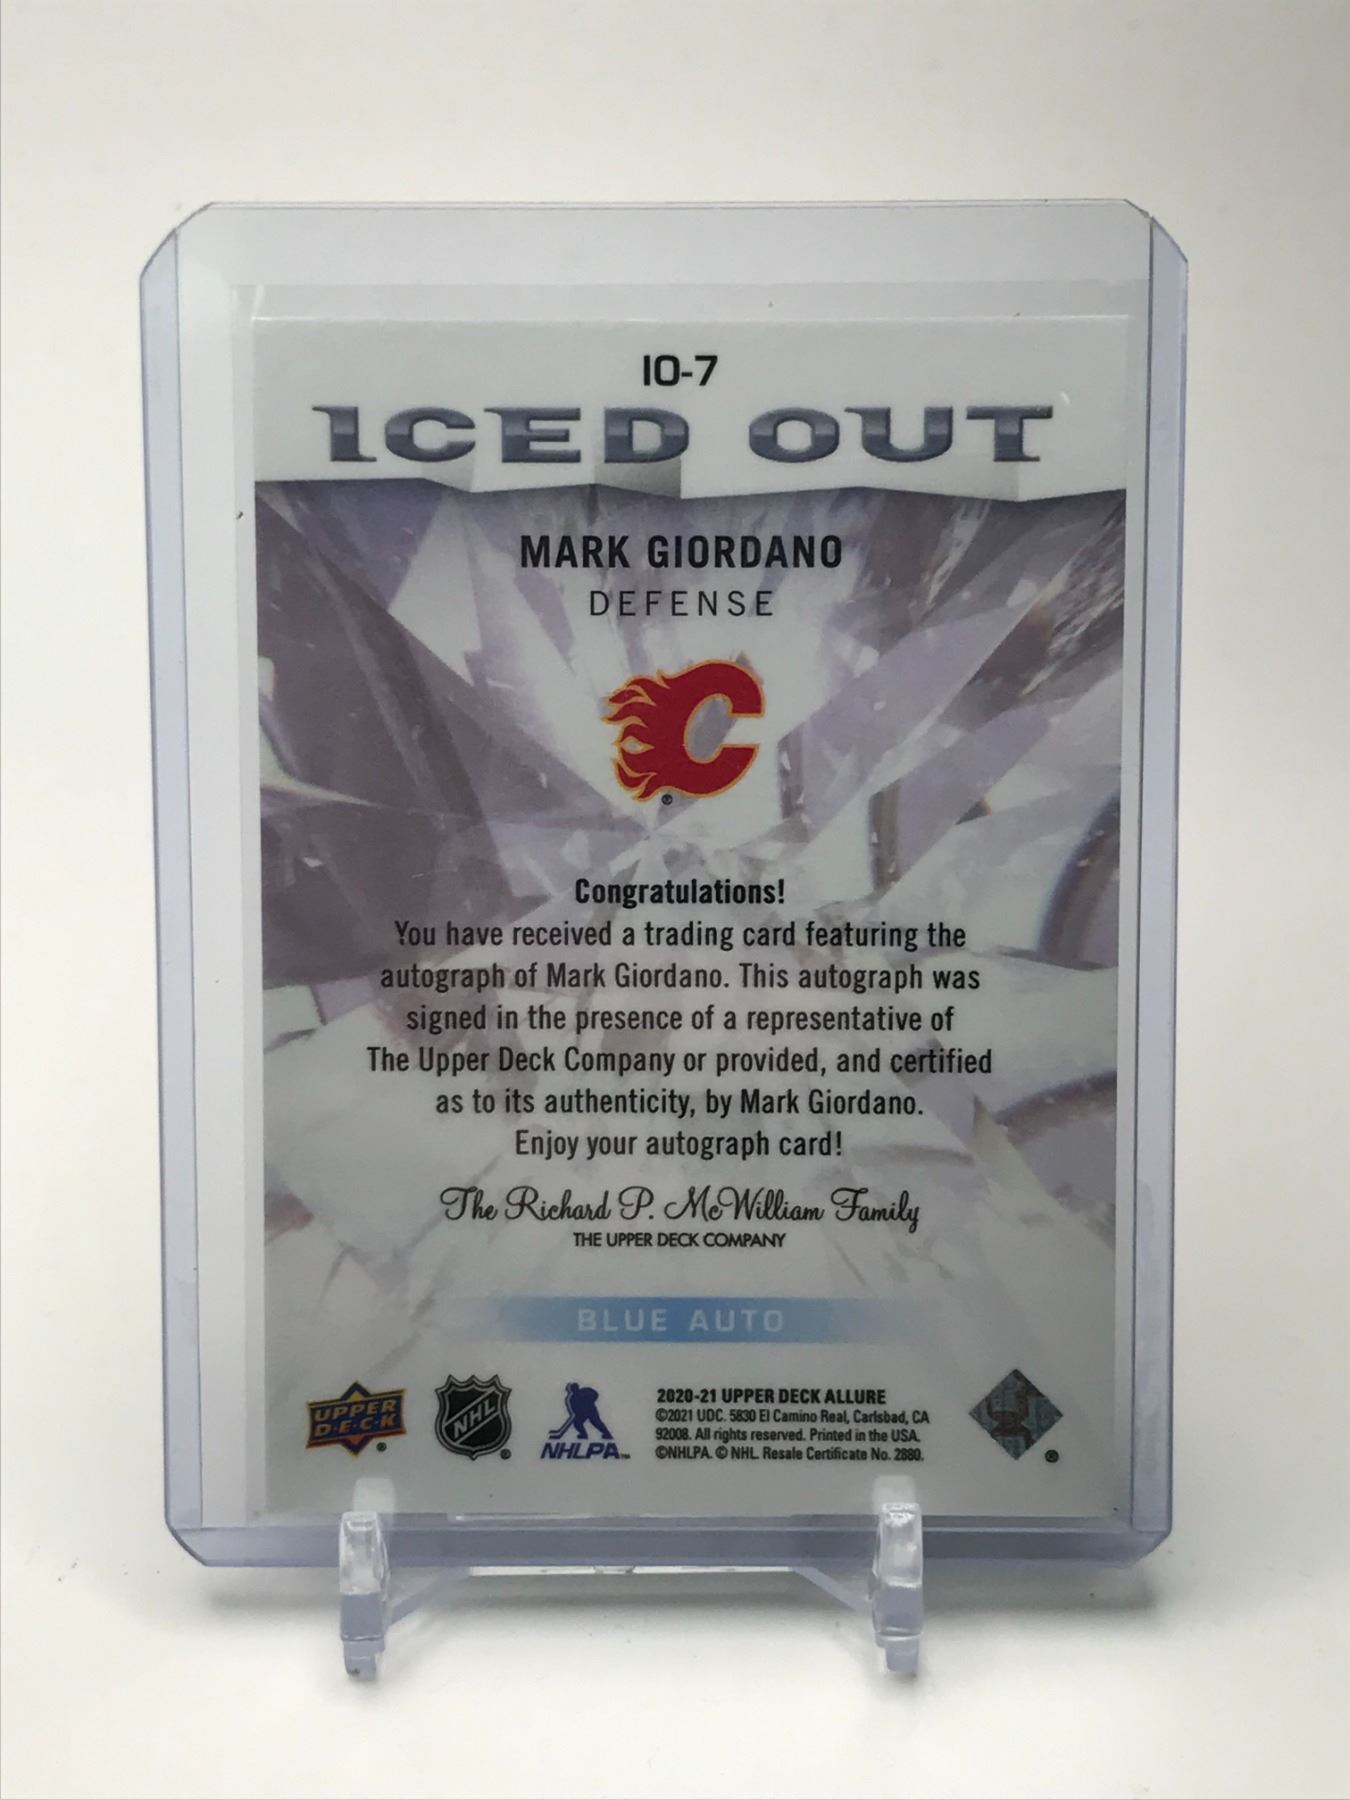 IO-7
ICED OUT
MARK GIORDANO
DEFENSE
®
Congratulations!
You have received a trading card featuring the
autograph of Mark Giordano. This autograph was
signed in the presence of a representative of
The Upper Deck Company or provided, and certified
as to its authenticity, by Mark Giordano.
Enjoy your autograph card!
The Richard P. McWilliam Family
THE UPPER DECK COMPANY
BLUE AUTO
UPPER
D·E·C·K
®
NHL
®
NHLPA™
2020-21 UPPER DECK ALLURE
©2021 UDC. 5830 El Camino Real, Carlsbad, CA
92008. All rights reserved. Printed in the USA.
©NHLPA. © NHL. Resale Certificate No. 2880.
®